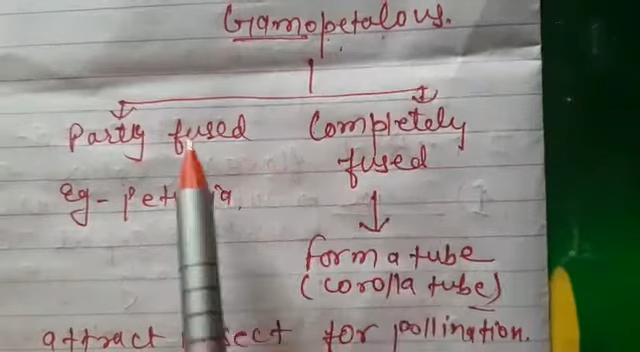 Gamopetalous.
Partly fused
Completely fused
Eg-
form a tube
(corolla tube)
attract for pollination.